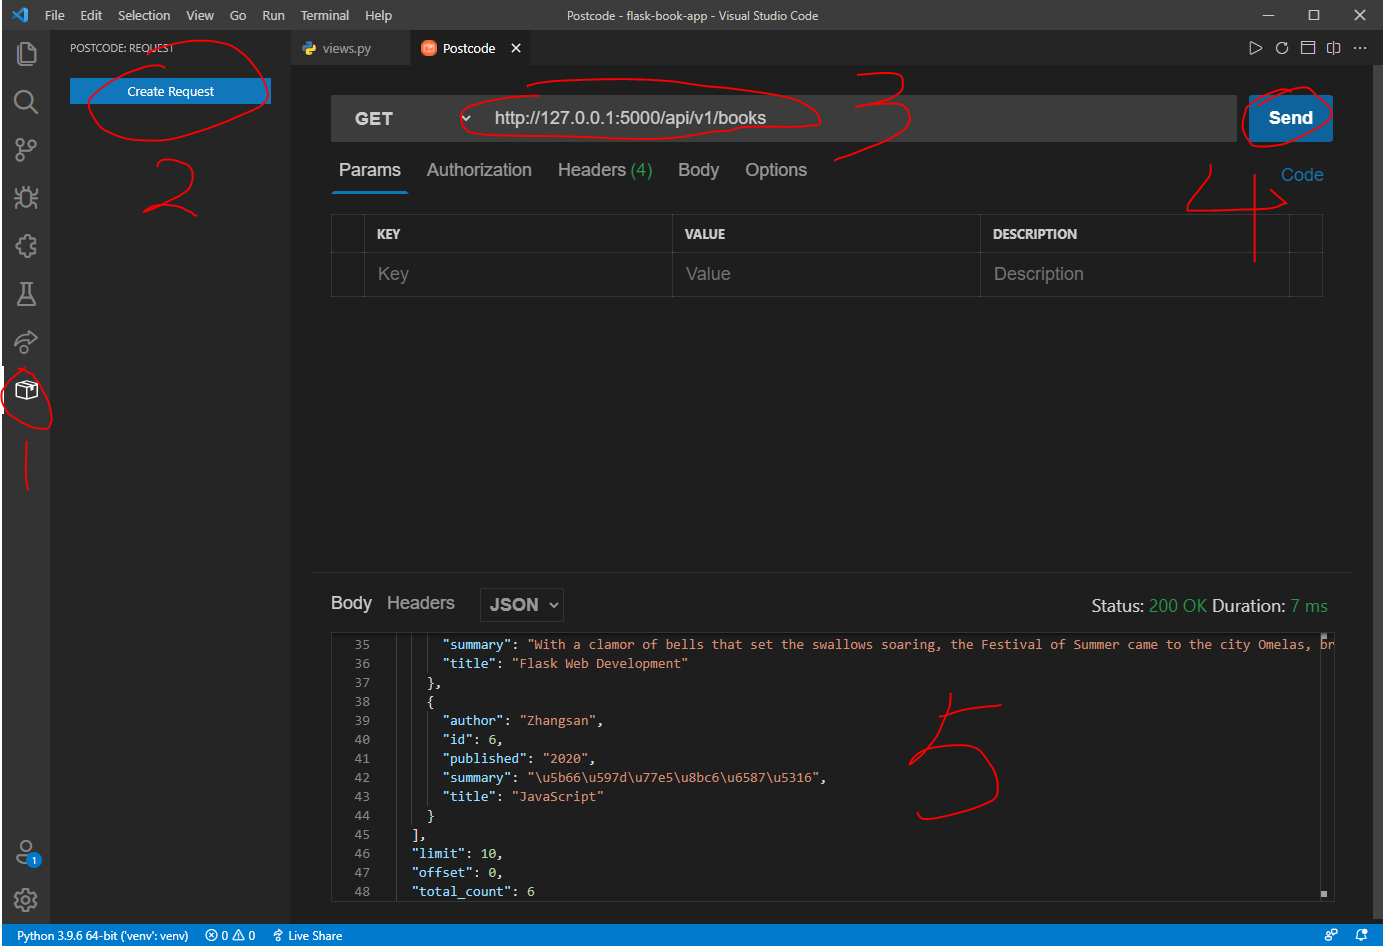 File Edit Selection View Go Run Terminal Help
Postcode - flask-book-app - Visual Studio Code
POSTCODE: REQUEST
views.py
Postcode
Create Request
2
1
GET
http://127.0.0.1:5000/api/v1/books
3
Send
4
Params Authorization Headers (4) Body Options
Code
KEY VALUE DESCRIPTION
Key Value Description
Body Headers JSON
Status: 200 OK Duration: 7 ms
35 "summary": "With a clamor of bells that set the swallows soaring, the Festival of Summer came to the city Omelas, br
36 "title": "Flask Web Development"
37 },
38 {
39 "author": "Zhangsan",
40 "id": 6,
41 "published": "2020",
42 "summary": "\u5b66\u597d\u77e5\u8bc6\u6587\u5316",
43 "title": "JavaScript"
44 }
45 ],
46 "limit": 10,
47 "offset": 0,
48 "total_count": 6
5
1
Python 3.9.6 64-bit ('venv': venv) 0 0 Live Share